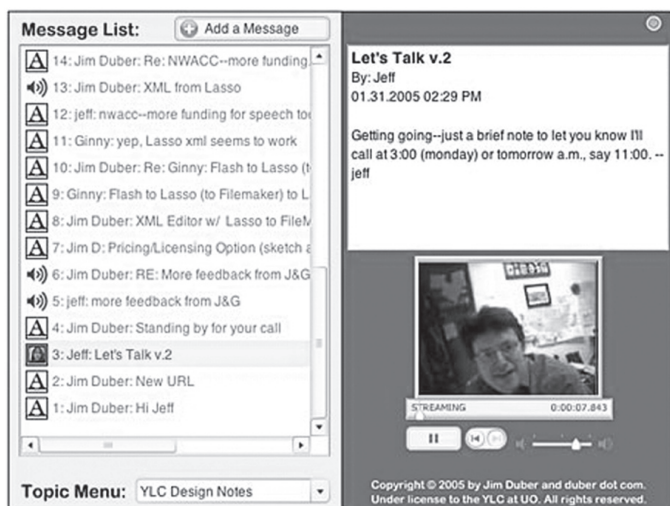 Message List:
Add a Message
14: Jim Duber: Re: NWACC--more funding
13: Jim Duber: XML from Lasso
12: jeff: nwacc--more funding for speech to
11: Ginny: yep, Lasso xml seems to work
10: Jim Duber: Re: Ginny: Flash to Lasso (t
9: Ginny: Flash to Lasso (to Filemaker) to L
8: Jim Duber: XML Editor w/ Lasso to FileM
7: Jim D: Pricing/Licensing Option (sketch a
6: Jim Duber: RE: More feedback from J&G
5: jeff: more feedback from J&G
4: Jim Duber: Standing by for your call
3: Jeff: Let's Talk v.2
2: Jim Duber: New URL
1: Jim Duber: Hi Jeff
Topic Menu: YLC Design Notes
Let's Talk v.2
By: Jeff
01.31.2005 02:29 PM
Getting going--just a brief note to let you know I'll
call at 3:00 (monday) or tomorrow a.m., say 11:00. --
jeff
STREAMING 0:00:07.843
Copyright © 2005 by Jim Duber and duber dot com.
Under license to the YLC at UO. All rights reserved.